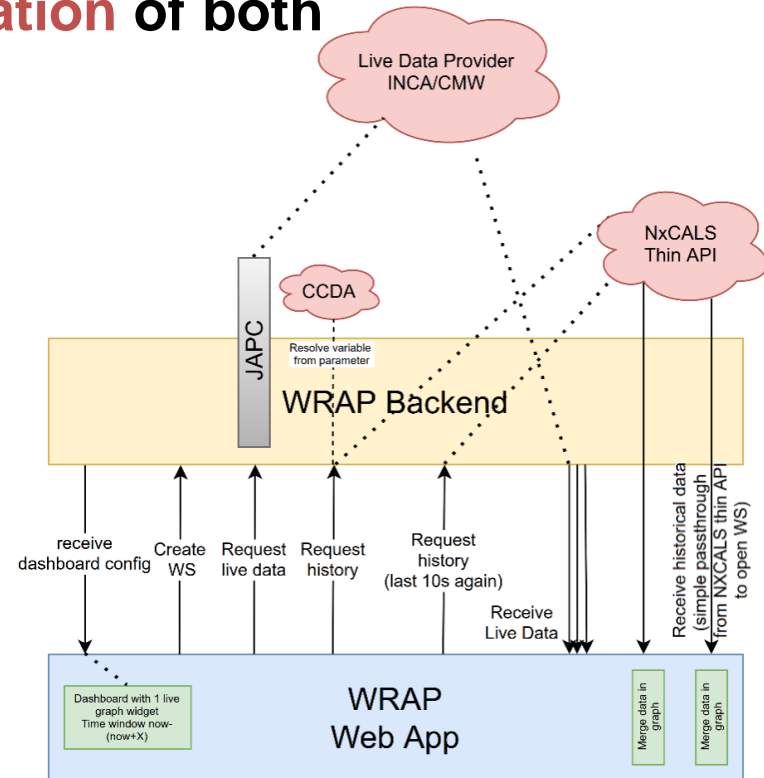 ation of both
Live Data Provider
INCA/CMW
NxCALS
Thin API
CCDA
JAPC
Resolve variable
from parameter
WRAP Backend
receive
dashboard config
Create
WS
Request
live data
Request
history
Request
history
(last 10s again)
Receive
Live Data
Receive historical data
(simple passthrough
from NXCALS thin API
to open WS)
Dashboard with 1 live
graph widget
Time window now-
(now+X)
WRAP
Web App
Merge data in
graph
Merge data in
graph